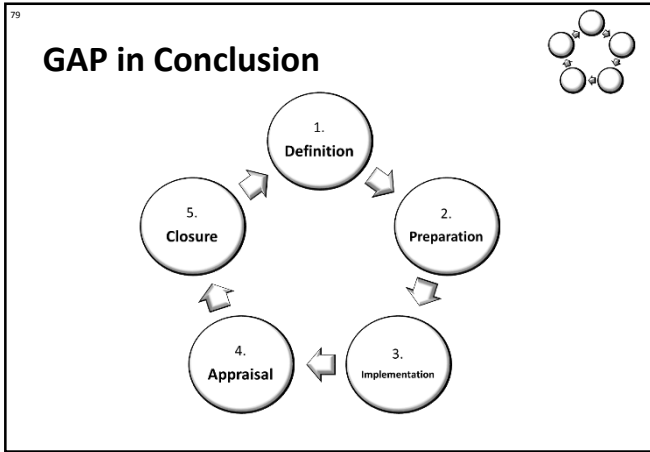 79
GAP in Conclusion
1.
Definition
2.
Preparation
3.
Implementation
4.
Appraisal
5.
Closure